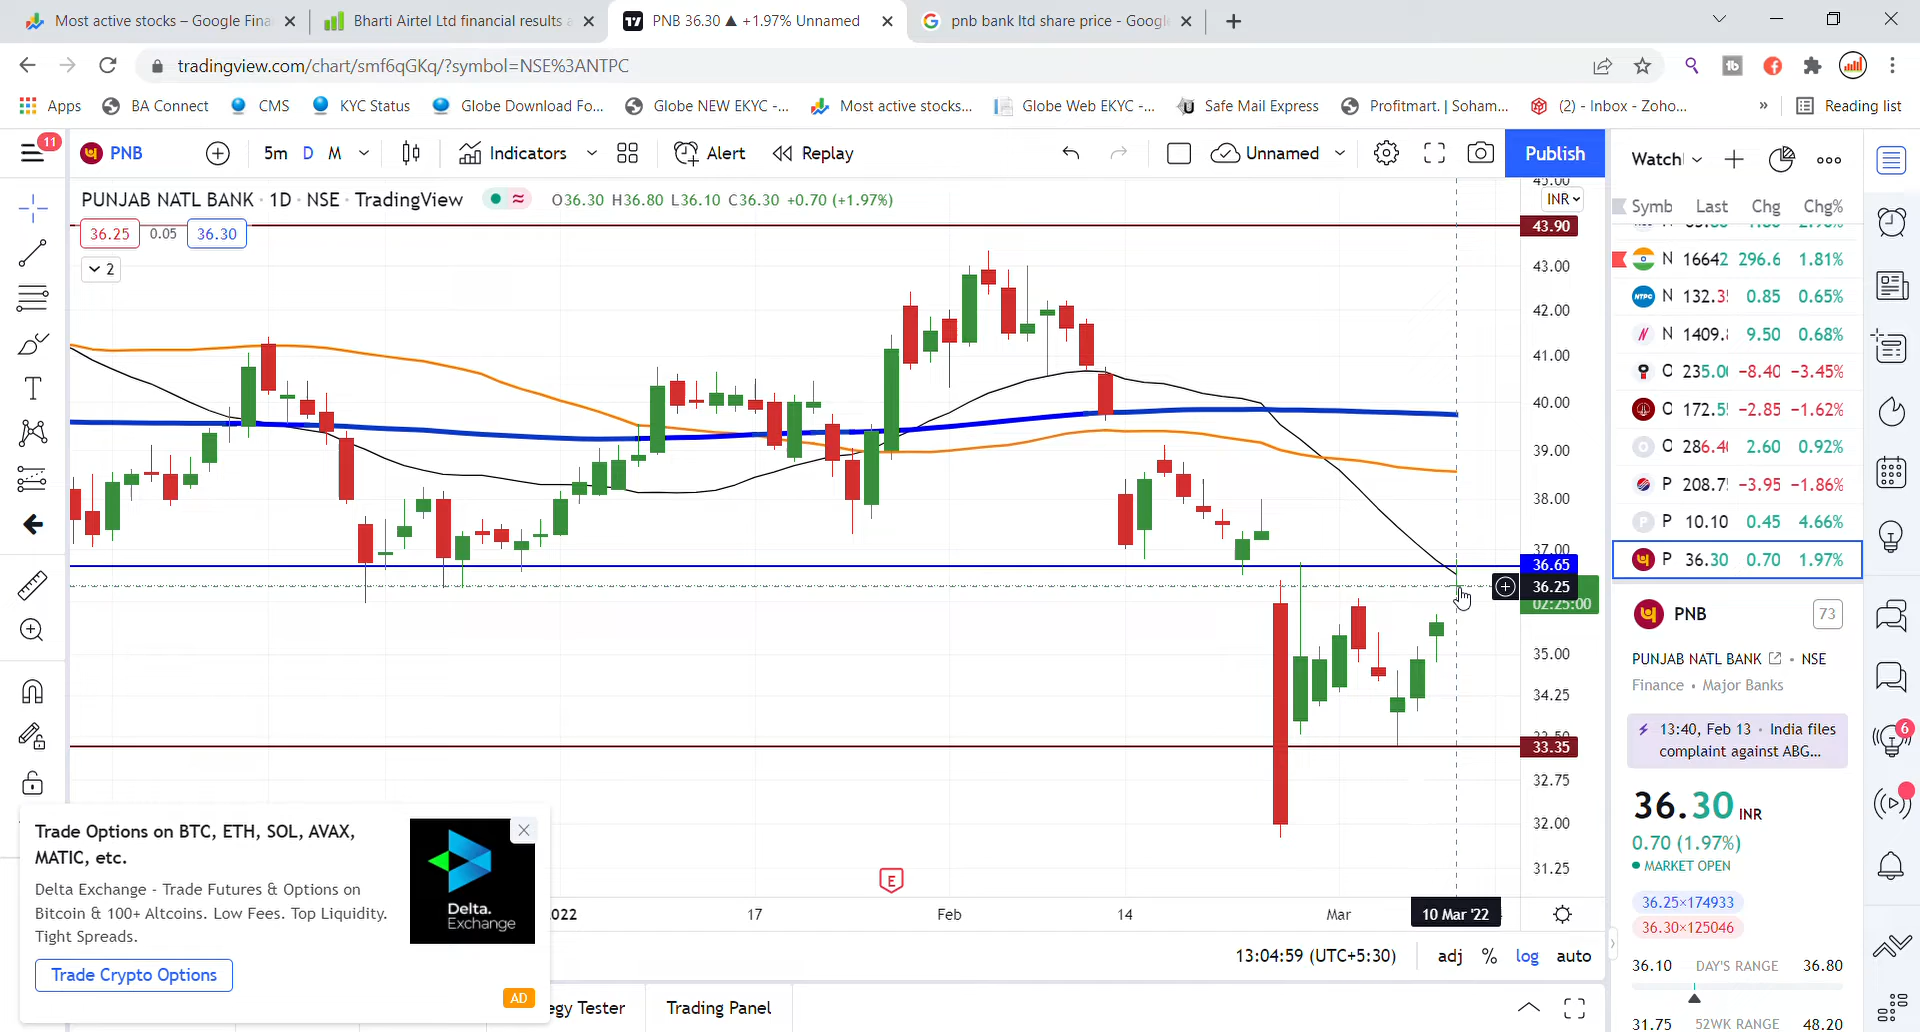 Most active stocks – Google Fina
Bharti Airtel Ltd financial results a
PNB 36.30 ▲ +1.97% Unnamed
pnb bank ltd share price - Google
tradingview.com/chart/smf6qGKq/?symbol=NSE%3ANTPC
Apps
BA Connect
CMS
KYC Status
Globe Download Fo...
Globe NEW EKYC -...
Most active stocks...
Globe Web EKYC -...
Safe Mail Express
Profitmart. | Soham...
(2) - Inbox - Zoho...
»
Reading list
11
PNB
5m
D
M
Indicators
Alert
Replay
Unnamed
Publish
Watchl
PUNJAB NATL BANK · 1D · NSE · TradingView
O36.30 H36.80 L36.10 C36.30 +0.70 (+1.97%)
36.25
0.05
36.30
2
45.00
INR
43.90
43.00
42.00
41.00
40.00
39.00
38.00
37.00
36.65
36.25
02:25:00
35.00
34.25
33.50
33.35
32.75
32.00
31.25
E
2022
17
Feb
14
Mar
10 Mar '22
13:04:59 (UTC+5:30)
adj
%
log
auto
Trade Options on BTC, ETH, SOL, AVAX,
MATIC, etc.
Delta Exchange - Trade Futures & Options on
Bitcoin & 100+ Altcoins. Low Fees. Top Liquidity.
Tight Spreads.
Trade Crypto Options
Delta.
Exchange
AD
egy Tester
Trading Panel
Symb Last Chg Chg%
N 16642 296.6 1.81%
N 132.35 0.85 0.65%
N 1409.8 9.50 0.68%
O 235.00 −8.40 −3.45%
O 172.55 −2.85 −1.62%
O 286.40 2.60 0.92%
P 208.75 −3.95 −1.86%
P 10.10 0.45 4.66%
P 36.30 0.70 1.97%
PNB
73
PUNJAB NATL BANK • NSE
Finance • Major Banks
13:40, Feb 13 · India files
complaint against ABG...
36.30 INR
0.70 (1.97%)
MARKET OPEN
36.25×174933
36.30×125046
36.10 DAY'S RANGE 36.80
31.75 52WK RANGE 48.20
6